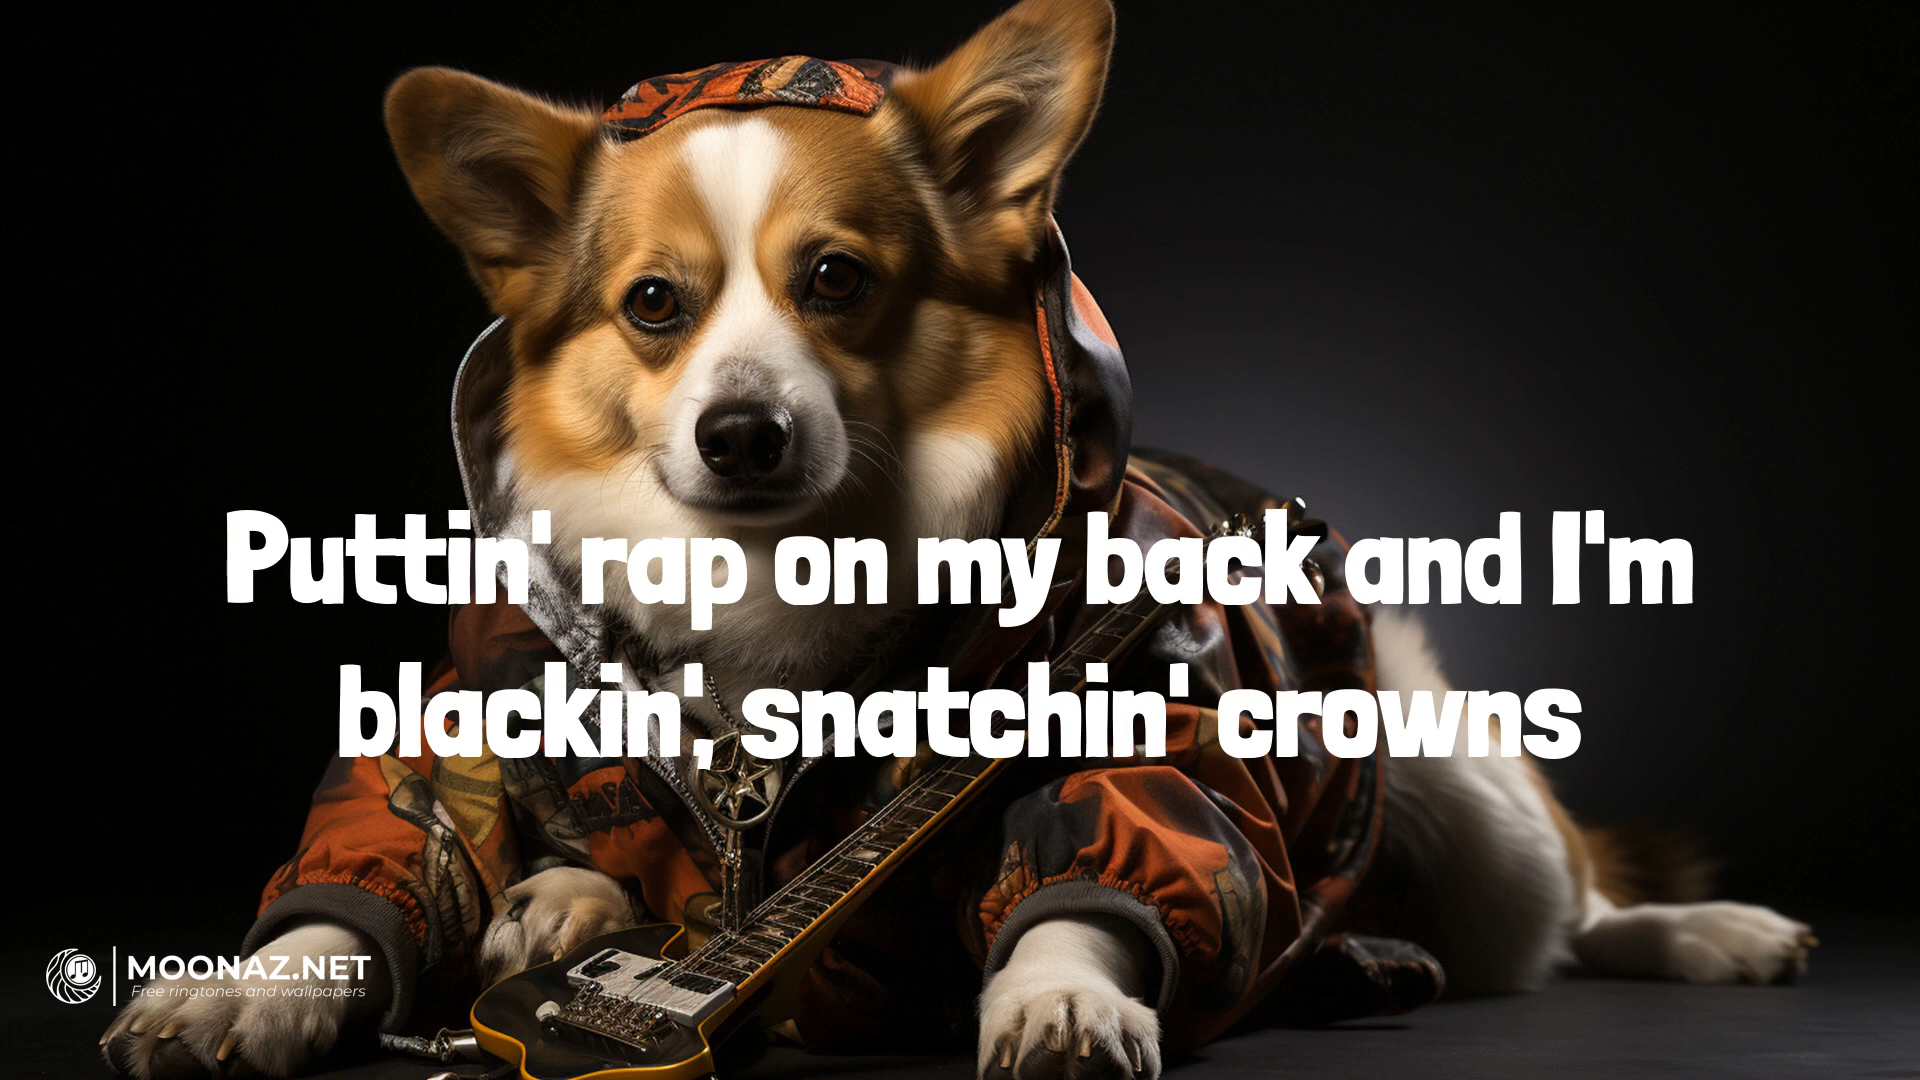 Puttin' rap on my back and I'm
blackin', snatchin' crowns
MOONAZ.NET
Free ringtones and wallpapers